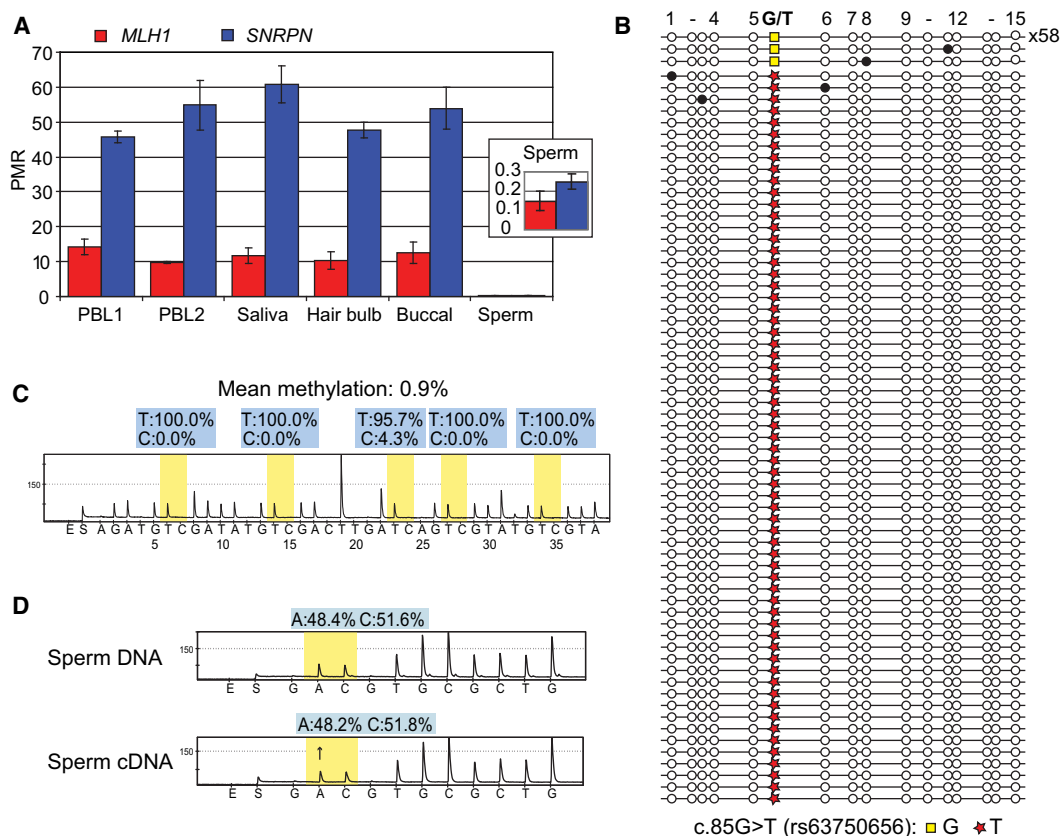 A
MLH1 SNRPN
70
60
50
40
30
20
10
0
PMR
Sperm
0.3
0.2
0.1
0
PBL1 PBL2 Saliva Hair bulb Buccal Sperm
B
1 - 4 5 G/T 6 7 8 9 - 12 - 15
x58
c.85G>T (rs63750656): G T
C
Mean methylation: 0.9%
T:100.0% T:100.0% T:95.7% T:100.0% T:100.0%
C:0.0% C:0.0% C:4.3% C:0.0% C:0.0%
150
E S A G A T G T C G A T A T G T C G A C T T G A T C A G T C G T A T G T C G T A
5 10 15 20 25 30 35
D
A:48.4% C:51.6%
Sperm DNA
150
E S G A C G T G C G C T G
A:48.2% C:51.8%
Sperm cDNA
150
E S G A C G T G C G C T G